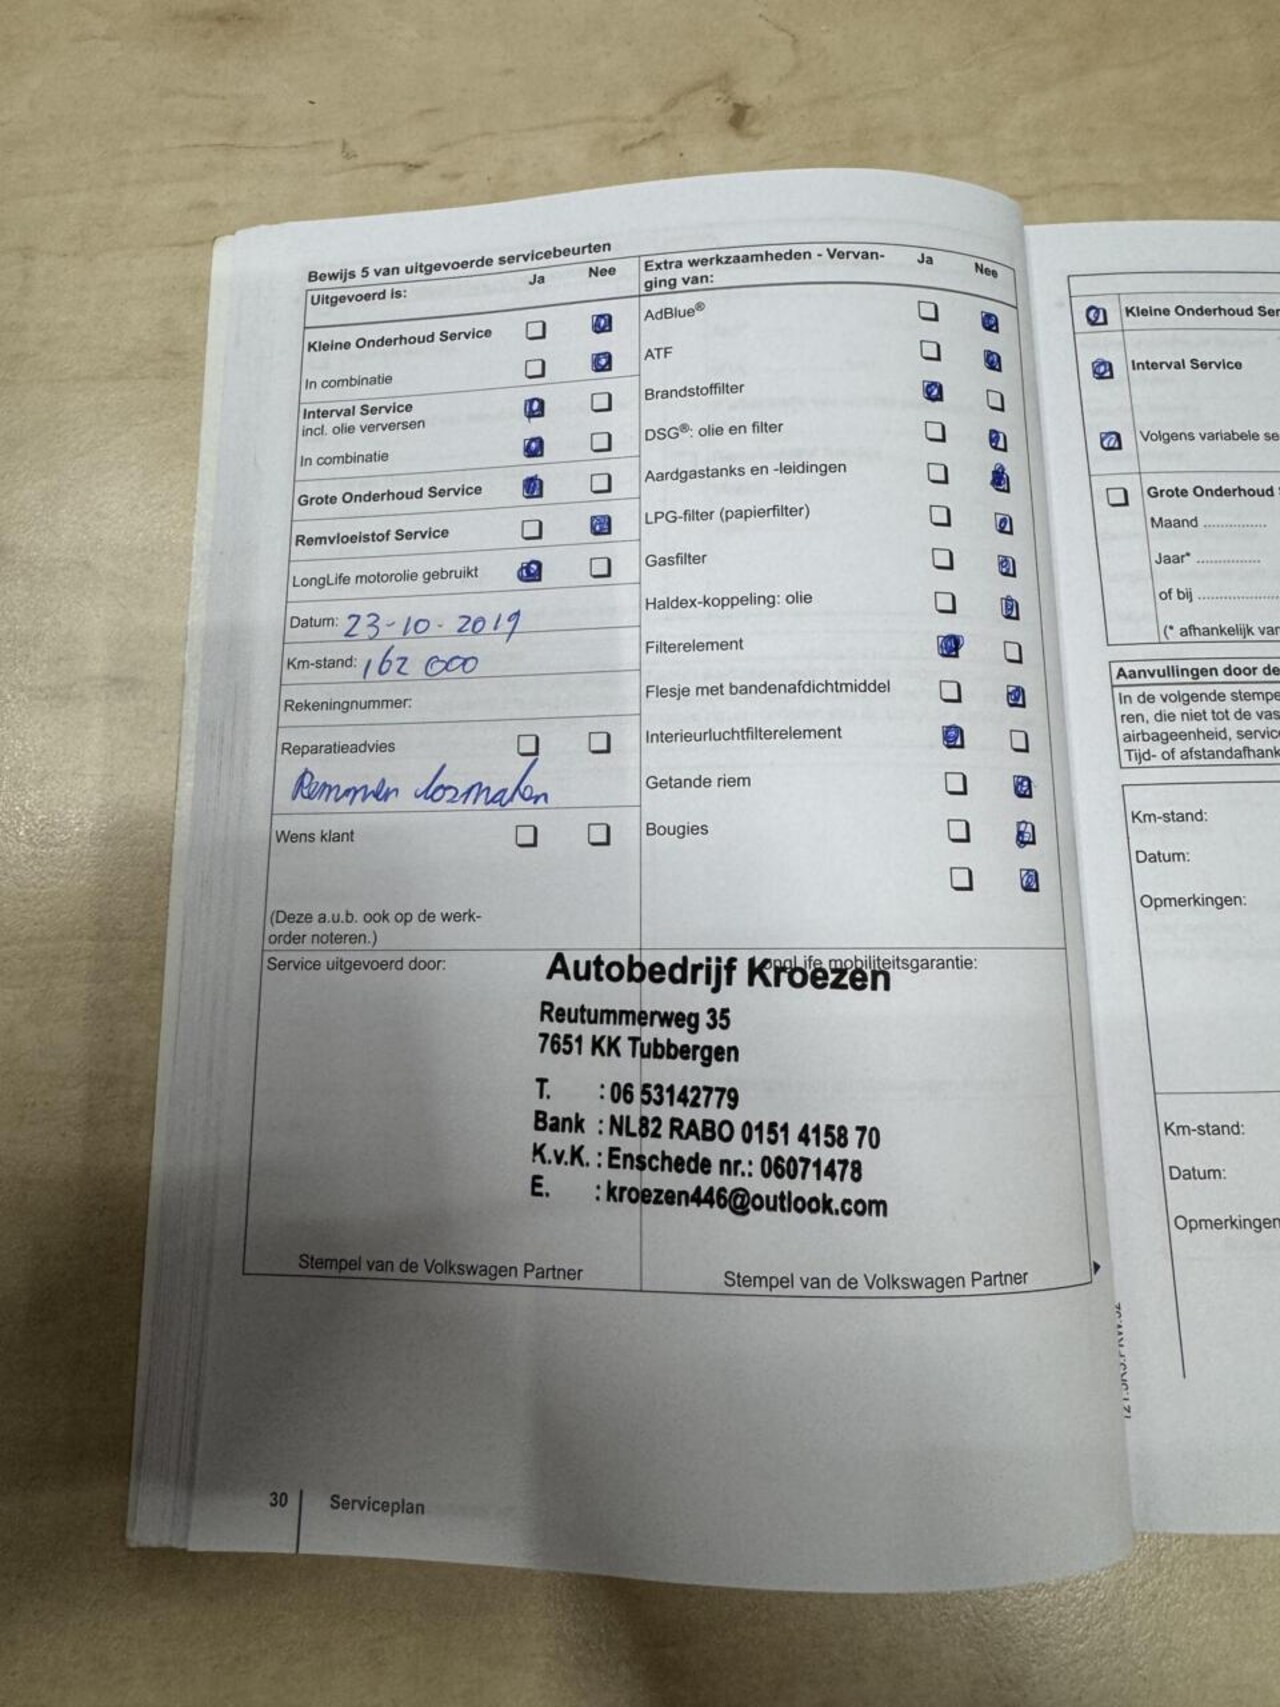 Bewijs 5 van uitgevoerde servicebeurten
Uitgevoerd is:
Ja
Nee
Kleine Onderhoud Service
In combinatie
Interval Service
incl. olie verversen
In combinatie
Grote Onderhoud Service
Remvloeistof Service
LongLife motorolie gebruikt
Datum: 23-10-2019
Km-stand: 162 000
Rekeningnummer:
Reparatieadvies
Remmen losmaken
Wens klant
(Deze a.u.b. ook op de werk-
order noteren.)
Extra werkzaamheden - Vervan-
ging van:
Ja
Nee
AdBlue®
ATF
Brandstoffilter
DSG®: olie en filter
Aardgastanks en -leidingen
LPG-filter (papierfilter)
Gasfilter
Haldex-koppeling: olie
Filterelement
Flesje met bandenafdichtmiddel
Interieurluchtfilterelement
Getande riem
Bougies
Service uitgevoerd door:
LongLife mobiliteitsgarantie:
Autobedrijf Kroezen
Reutummerweg 35
7651 KK Tubbergen
T. : 06 53142779
Bank : NL82 RABO 0151 4158 70
K.v.K. : Enschede nr.: 06071478
E. : kroezen446@outlook.com
Stempel van de Volkswagen Partner
Stempel van de Volkswagen Partner
30
Serviceplan
Kleine Onderhoud Ser
Interval Service
Volgens variabele se
Grote Onderhoud
Maand ...............
Jaar* ...............
of bij ...................
(* afhankelijk van
Aanvullingen door de
In de volgende stempe
ren, die niet tot de vas
airbageenheid, servic
Tijd- of afstandafhank
Km-stand:
Datum:
Opmerkingen:
Km-stand:
Datum:
Opmerkingen